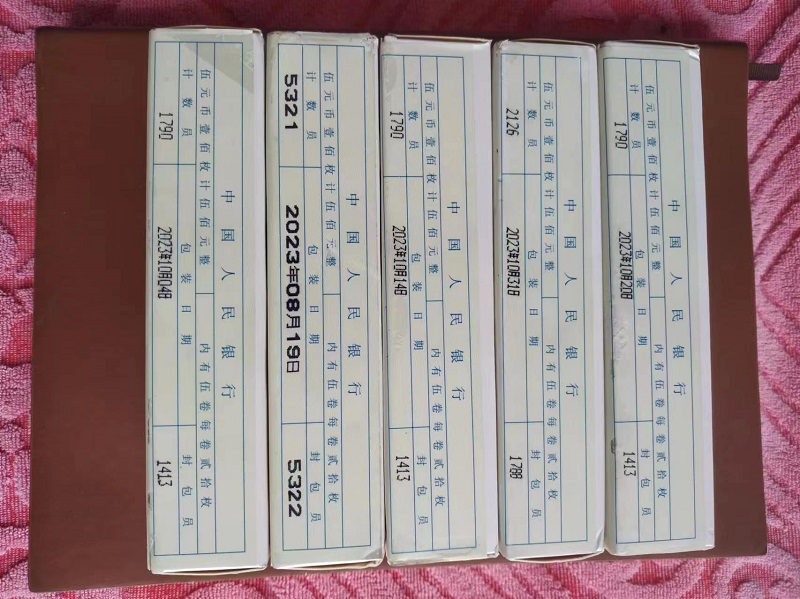 中国人民银行
伍元币壹佰枚计伍佰元整 内有伍卷每卷贰拾枚
计数员 包装日期 封包员
1790 2023年10月20日 1413
中国人民银行
伍元币壹佰枚计伍佰元整 内有伍卷每卷贰拾枚
计数员 包装日期 封包员
2126 2023年10月31日 1788
中国人民银行
伍元币壹佰枚计伍佰元整 内有伍卷每卷贰拾枚
计数员 包装日期 封包员
1790 2023年10月14日 1413
中国人民银行
伍元币壹佰枚计伍佰元整 内有伍卷每卷贰拾枚
计数员 包装日期 封包员
5321 2023年08月19日 5322
中国人民银行
伍元币壹佰枚计伍佰元整 内有伍卷每卷贰拾枚
计数员 包装日期 封包员
1790 2023年10月04日 1413